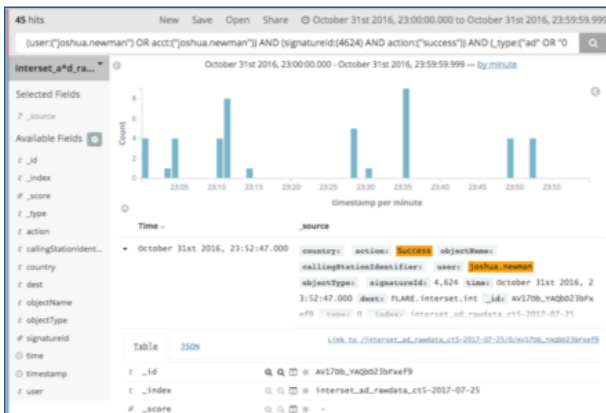 45 hits
New Save Open Share October 31st 2016, 23:00:00.000 to October 31st 2016, 23:59:59.999
(user:("joshua.newman") OR acct:("joshua.newman")) AND (signatureId:(4624) AND action:("success")) AND (_type:("ad" OR "0
interset_a*d_ra...
October 31st 2016, 23:00:00.000 - October 31st 2016, 23:59:59.999 — by minute
Selected Fields
? _source
Available Fields
t _id
t _index
# _score
t _type
t action
t callingStationIdent...
t country
t dest
t objectName
t objectType
# signatureId
time
timestamp
t user
Count
8
6
4
2
0
23:05 23:10 23:15 23:20 23:25 23:30 23:35 23:40 23:45 23:50 23:55
timestamp per minute
Time _source
October 31st 2016, 23:52:47.000
country: action: Success objectName:
callingStationIdentifier: user: joshua.newman
objectType: signatureId: 4,624 time: October 31st 2016, 2
3:52:47.000 dest: FLARE.interset.int _id: AV17Db_YAQbO23bFx
ef9 _type: 0 _index: interset_ad_rawdata_ct5-2017-07-25
Table JSON
Link to /interset_ad_rawdata_ct5-2017-07-25/0/AV17Db_YAQbO23bFxef9
t _id AV17Db_YAQbO23bFxef9
t _index interset_ad_rawdata_ct5-2017-07-25
# _score -